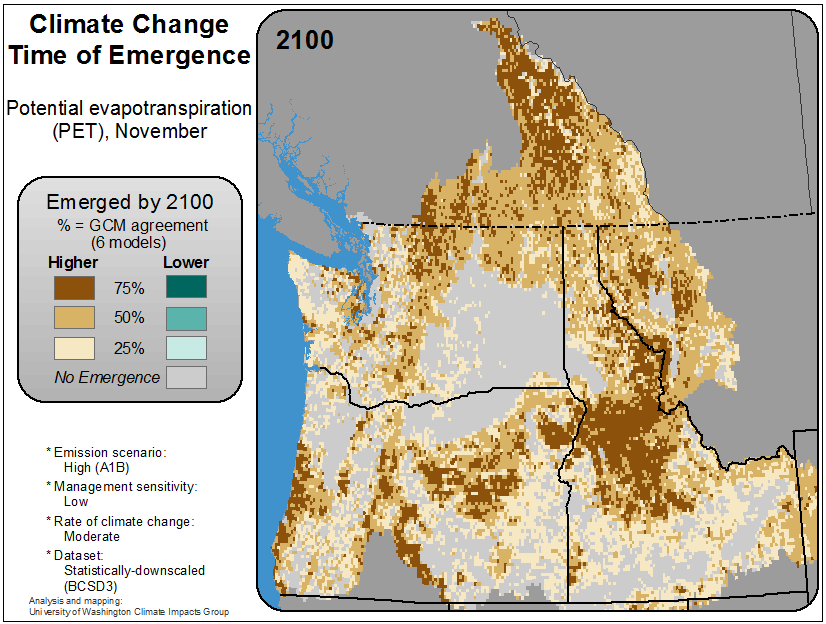 Climate Change
Time of Emergence
Potential evapotranspiration
(PET), November
Emerged by 2100
% = GCM agreement
(6 models)
Higher Lower
75%
50%
25%
No Emergence
* Emission scenario:
High (A1B)
* Management sensitivity:
Low
* Rate of climate change:
Moderate
* Dataset:
Statistically-downscaled
(BCSD3)
Analysis and mapping:
University of Washington Climate Impacts Group
2100